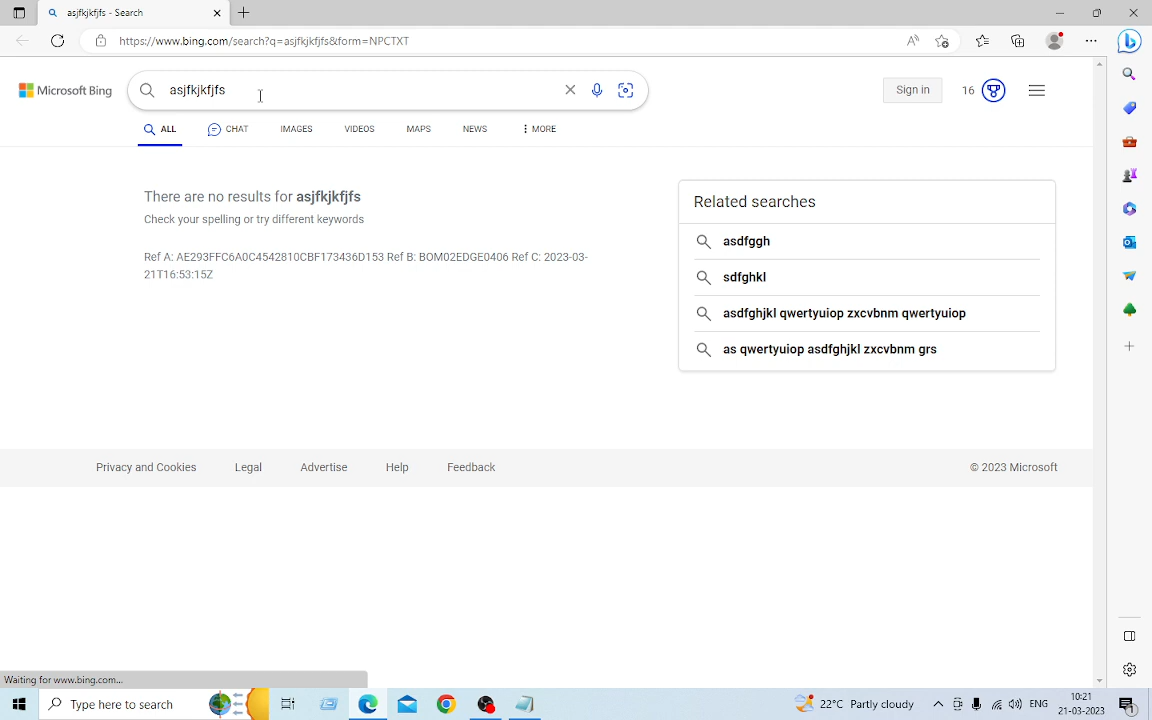 asjfkjkfjfs - Search
https://www.bing.com/search?q=asjfkjkfjfs&form=NPCTXT
Microsoft Bing
asjfkjkfjfs
Sign in
16
ALL
CHAT
IMAGES
VIDEOS
MAPS
NEWS
MORE
There are no results for asjfkjkfjfs
Check your spelling or try different keywords
Ref A: AE293FFC6A0C4542810CBF173436D153 Ref B: BOM02EDGE0406 Ref C: 2023-03-
21T16:53:15Z
Related searches
asdfggh
sdfghkl
asdfghjkl qwertyuiop zxcvbnm qwertyuiop
as qwertyuiop asdfghjkl zxcvbnm grs
Privacy and Cookies
Legal
Advertise
Help
Feedback
© 2023 Microsoft
Waiting for www.bing.com...
Type here to search
22°C Partly cloudy
ENG
10:21
21-03-2023
1